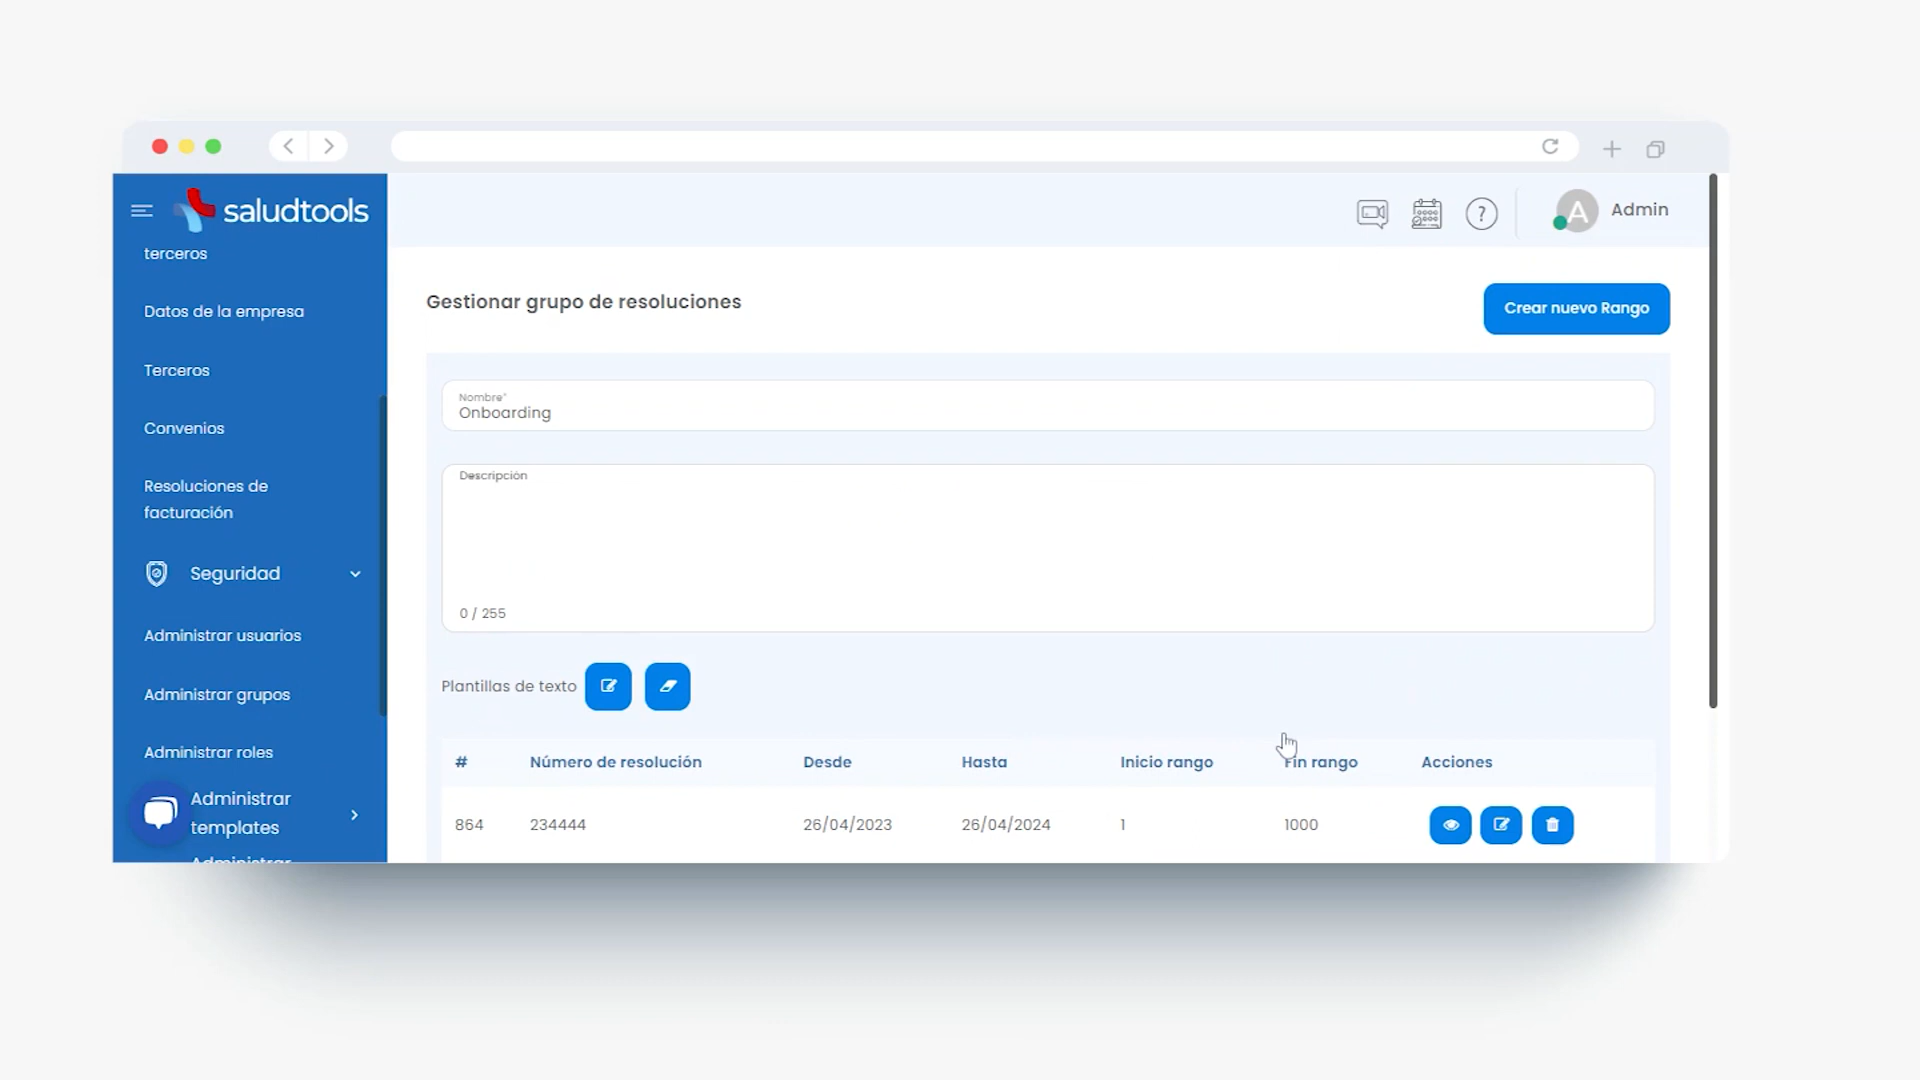 saludtools
Admin
terceros
Datos de la empresa
Terceros
Convenios
Resoluciones de
facturación
Seguridad
Administrar usuarios
Administrar grupos
Administrar roles
Administrar
templates
Administrar
Gestionar grupo de resoluciones
Crear nuevo Rango
Nombre*
Onboarding
Descripción
0 / 255
Plantillas de texto
# Número de resolución Desde Hasta Inicio rango Fin rango Acciones
864 234444 26/04/2023 26/04/2024 1 1000